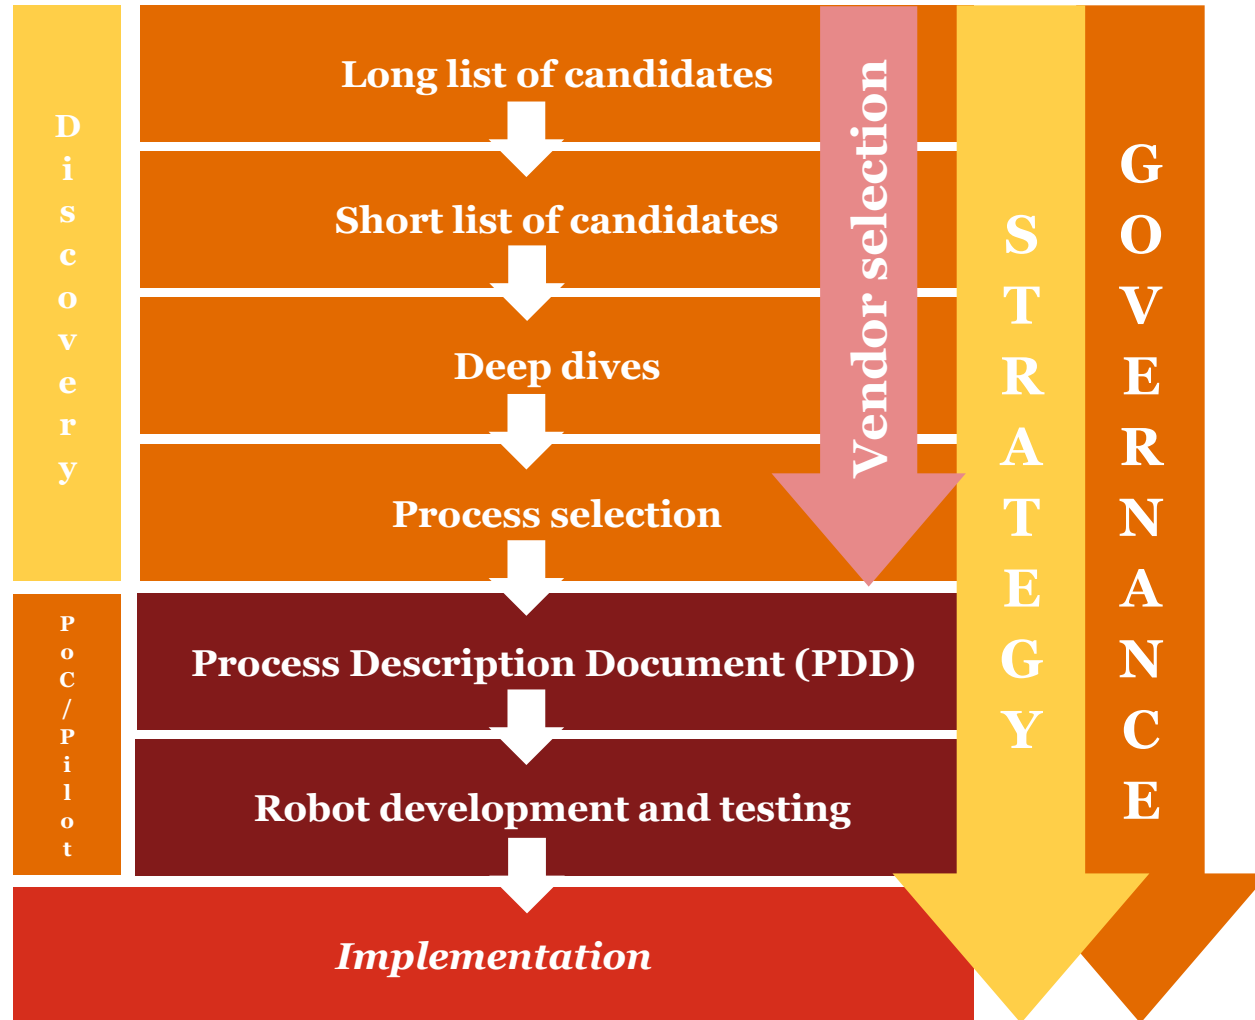 Discovery
Long list of candidates
Short list of candidates
Deep dives
Process selection
PoC/Pilot
Process Description Document (PDD)
Robot development and testing
Implementation
Vendor selection
STRATEGY
GOVERNANCE